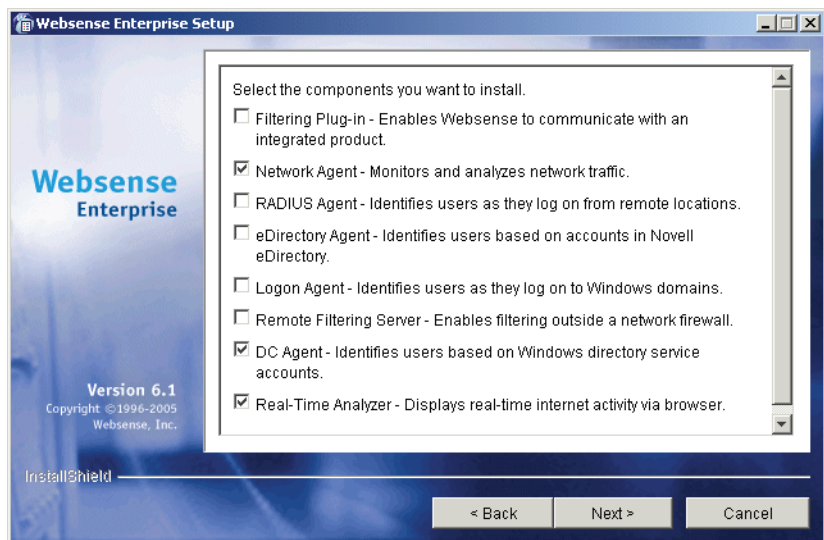 Websense Enterprise Setup
Select the components you want to install.
Filtering Plug-in - Enables Websense to communicate with an
integrated product.
Network Agent - Monitors and analyzes network traffic.
RADIUS Agent - Identifies users as they log on from remote locations.
eDirectory Agent - Identifies users based on accounts in Novell
eDirectory.
Logon Agent - Identifies users as they log on to Windows domains.
Remote Filtering Server - Enables filtering outside a network firewall.
DC Agent - Identifies users based on Windows directory service
accounts.
Real-Time Analyzer - Displays real-time internet activity via browser.
Websense
Enterprise
Version 6.1
Copyright ©1996-2005
Websense, Inc.
InstallShield
< Back
Next >
Cancel